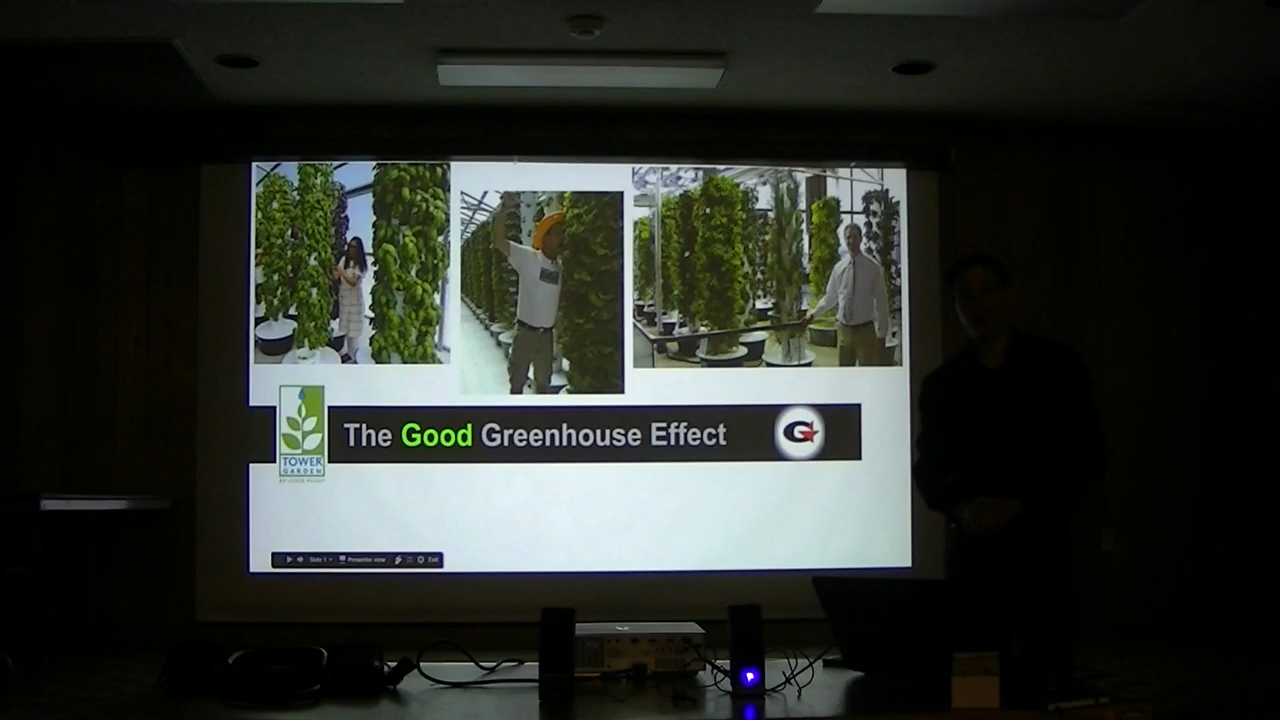 The Good Greenhouse Effect
G
TOWER
GARDEN
Slide 1
Presenter view
Exit